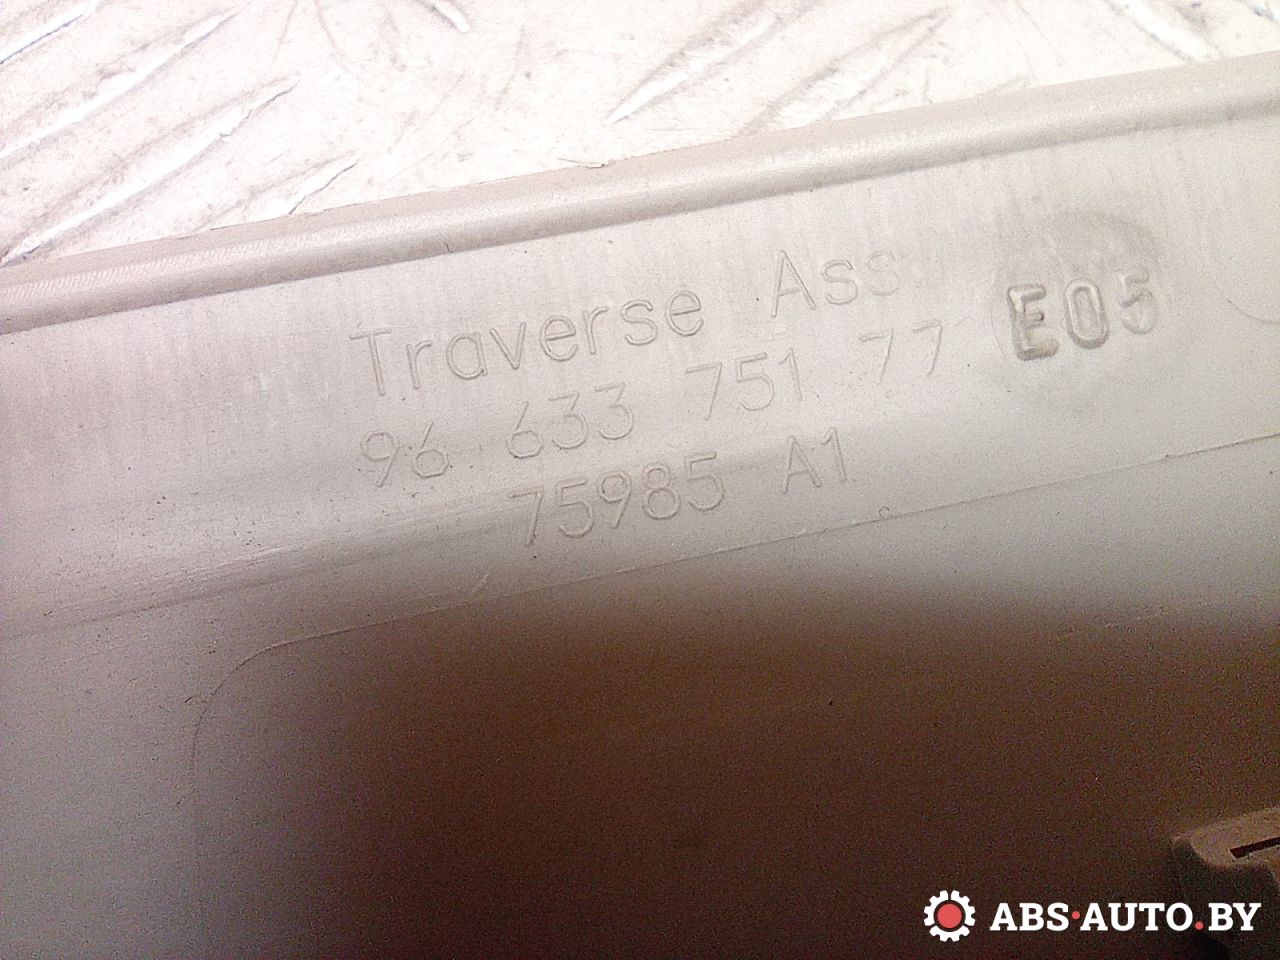 Traverse Ass.
96 633 751 77
E05
75985 A1
ABS·AUTO.BY